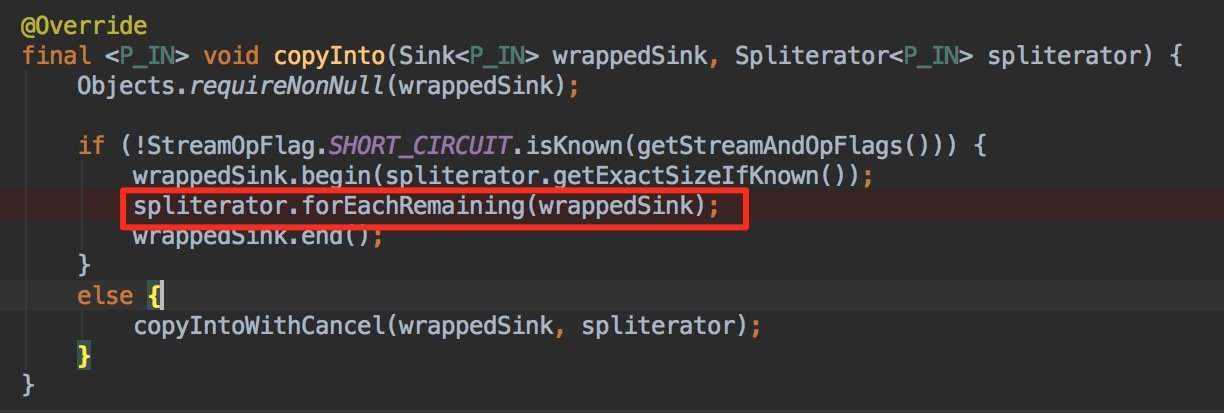 @Override
final <P_IN> void copyInto(Sink<P_IN> wrappedSink, Spliterator<P_IN> spliterator) {
    Objects.requireNonNull(wrappedSink);

    if (!StreamOpFlag.SHORT_CIRCUIT.isKnown(getStreamAndOpFlags())) {
        wrappedSink.begin(spliterator.getExactSizeIfKnown());
        spliterator.forEachRemaining(wrappedSink);
        wrappedSink.end();
    }
    else {
        copyIntoWithCancel(wrappedSink, spliterator);
    }
}